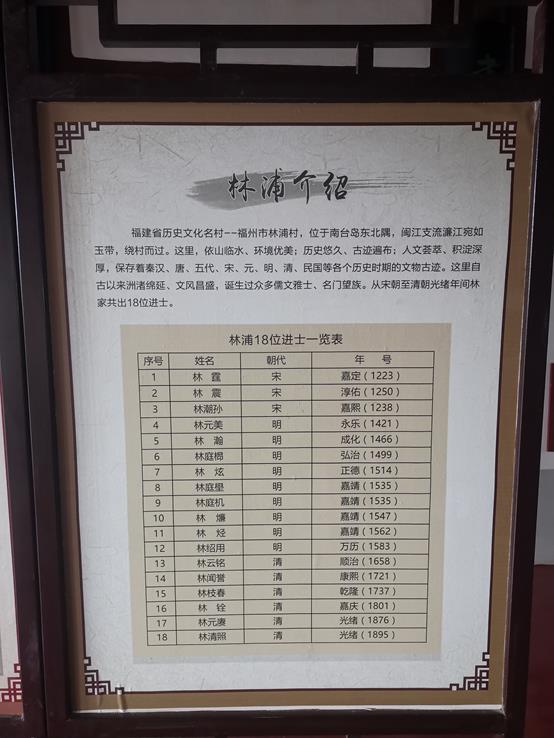 林浦介绍
福建省历史文化名村--福州市林浦村，位于南台岛东北隅，闽江支流濂江宛如
玉带，绕村而过。这里，依山临水、环境优美；历史悠久、古迹遍布；人文荟萃、积淀深
厚，保存着秦汉、唐、五代、宋、元、明、清、民国等各个历史时期的文物古迹。这里自
古以来洲渚绵延、文风昌盛，诞生过众多儒文雅士、名门望族。从宋朝至清朝光绪年间林
家共出18位进士。
林浦18位进士一览表
序号 姓名 朝代 年 号
1 林 霆 宋 嘉定（1223）
2 林 震 宋 淳佑（1250）
3 林潮孙 宋 嘉熙（1238）
4 林元美 明 永乐（1421）
5 林 瀚 明 成化（1466）
6 林庭㭿 明 弘治（1499）
7 林 炫 明 正德（1514）
8 林庭壆 明 嘉靖（1535）
9 林庭机 明 嘉靖（1535）
10 林 燫 明 嘉靖（1547）
11 林 烃 明 嘉靖（1562）
12 林绍用 明 万历（1583）
13 林云铭 清 顺治（1658）
14 林闻誉 清 康熙（1721）
15 林枝春 清 乾隆（1737）
16 林 铨 清 嘉庆（1801）
17 林元赓 清 光绪（1876）
18 林清照 清 光绪（1895）